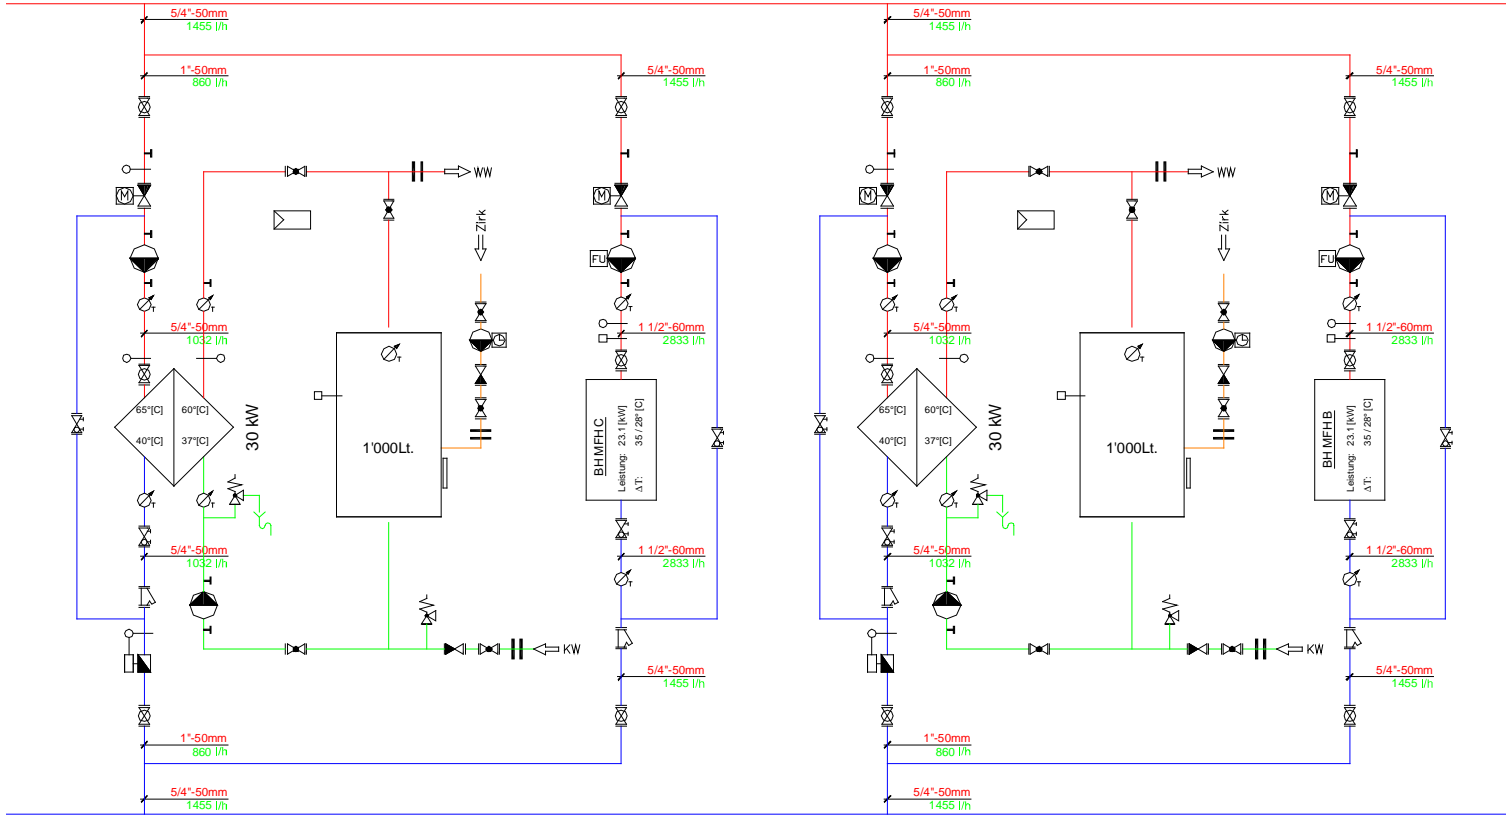 5/4"-50mm
1455 l/h
1"-50mm
860 l/h
5/4"-50mm
1455 l/h
WW
M
M
Zirk
FU
T
T
T
5/4"-50mm
1032 l/h
1 1/2"-60mm
2833 l/h
T
65°[C]
60°[C]
40°[C]
37°[C]
30 kW
1'000Lt.
BH MFH C
Leistung: 23.1 [kW]
ΔT: 35 / 28° [C]
T
T
5/4"-50mm
1032 l/h
1 1/2"-60mm
2833 l/h
T
KW
5/4"-50mm
1455 l/h
1"-50mm
860 l/h
5/4"-50mm
1455 l/h
5/4"-50mm
1455 l/h
1"-50mm
860 l/h
5/4"-50mm
1455 l/h
WW
M
M
Zirk
FU
T
T
T
5/4"-50mm
1032 l/h
1 1/2"-60mm
2833 l/h
T
65°[C]
60°[C]
40°[C]
37°[C]
30 kW
1'000Lt.
BH MFH B
Leistung: 23.1 [kW]
ΔT: 35 / 28° [C]
T
T
5/4"-50mm
1032 l/h
1 1/2"-60mm
2833 l/h
T
KW
5/4"-50mm
1455 l/h
1"-50mm
860 l/h
5/4"-50mm
1455 l/h